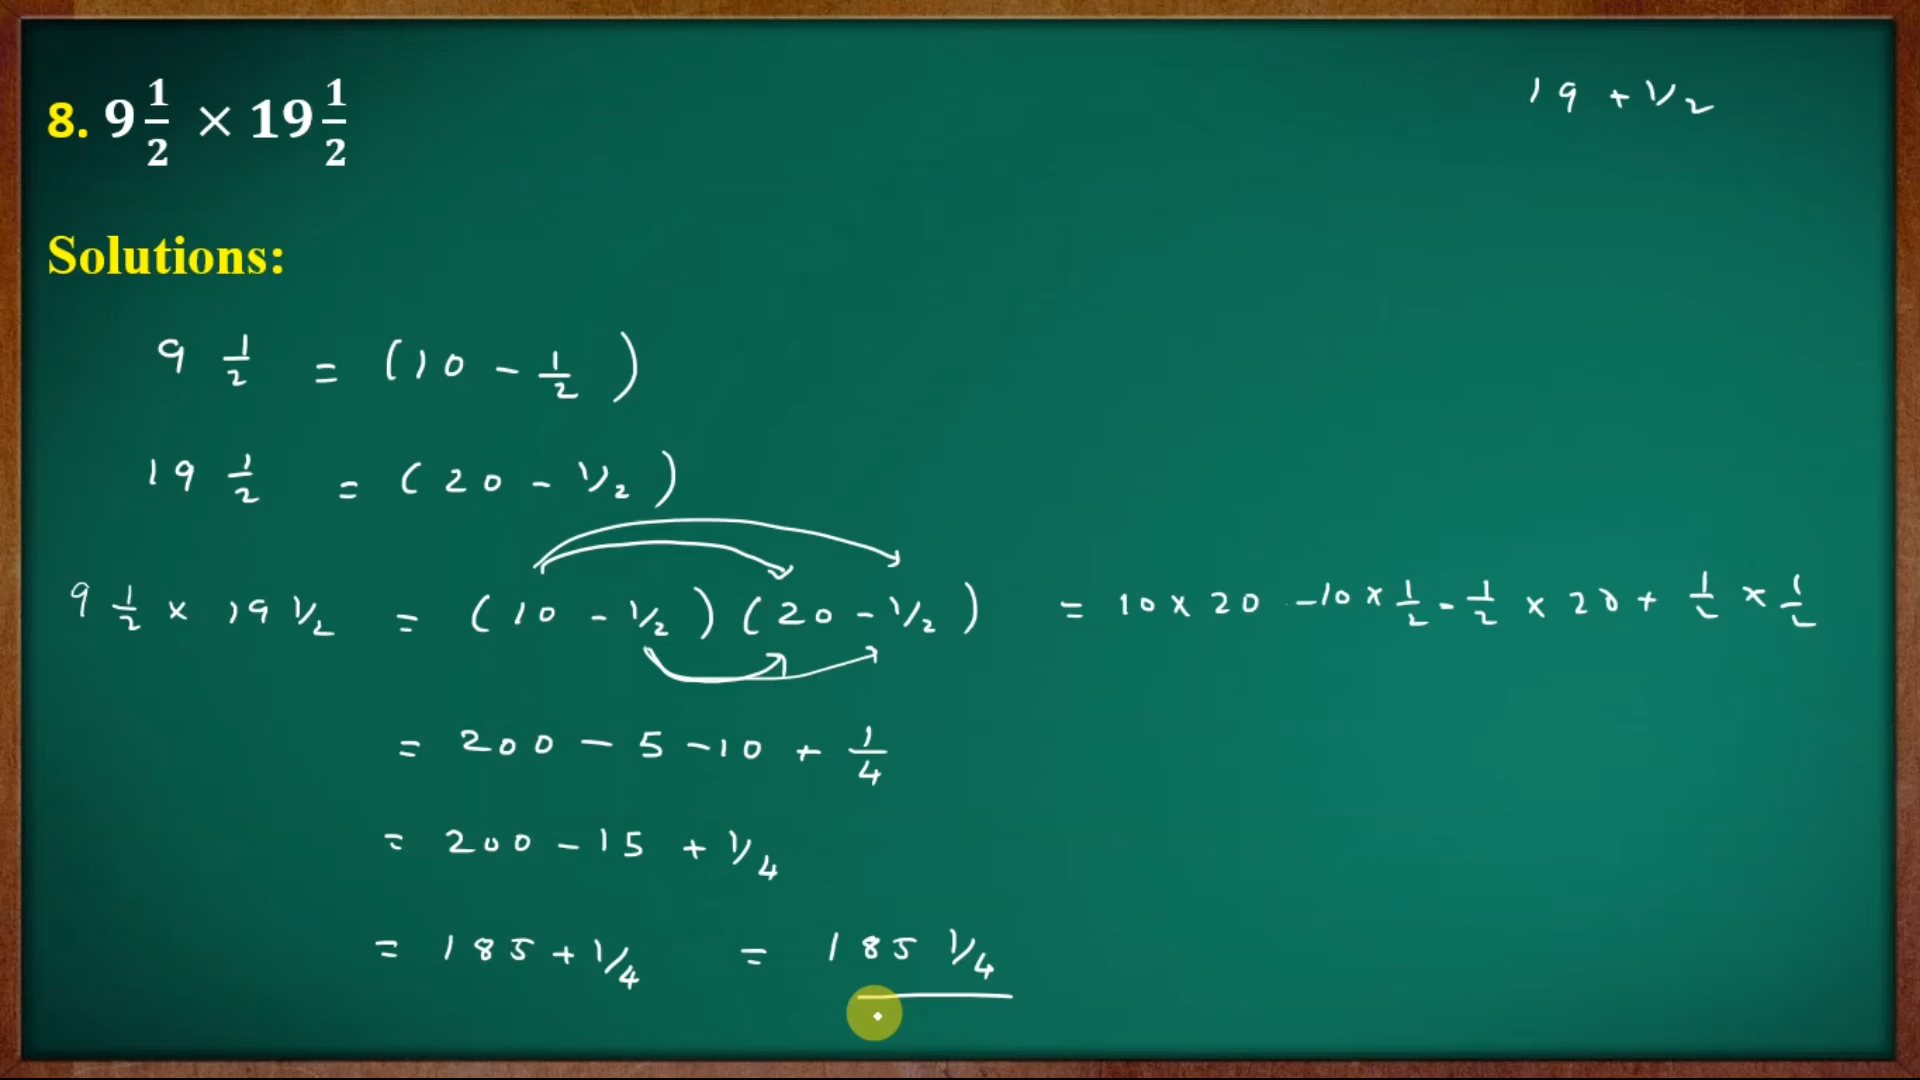 8. 9 1/2 × 19 1/2
19 + 1/2
Solutions:
9 1/2 = (10 - 1/2)
19 1/2 = (20 - 1/2)
9 1/2 × 19 1/2 = (10 - 1/2)(20 - 1/2) = 10 × 20 - 10 × 1/2 - 1/2 × 20 + 1/2 × 1/2
= 200 - 5 - 10 + 1/4
= 200 - 15 + 1/4
= 185 + 1/4 = 185 1/4